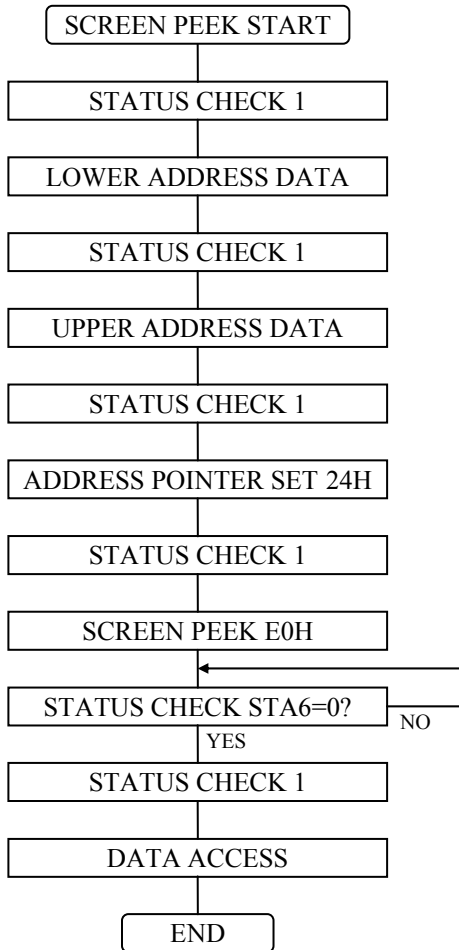 SCREEN PEEK START
STATUS CHECK 1
LOWER ADDRESS DATA
STATUS CHECK 1
UPPER ADDRESS DATA
STATUS CHECK 1
ADDRESS POINTER SET 24H
STATUS CHECK 1
SCREEN PEEK E0H
STATUS CHECK STA6=0?
NO
YES
STATUS CHECK 1
DATA ACCESS
END